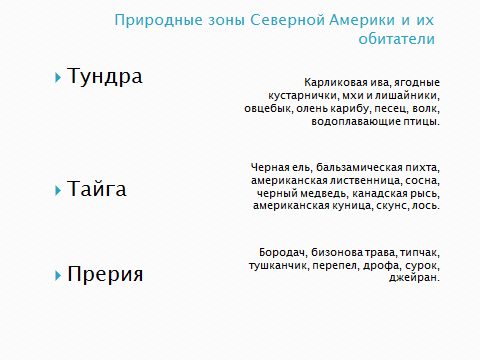 Природные зоны Северной Америки и их
обитатели
Тундра
Карликовая ива, ягодные
кустарнички, мхи и лишайники,
овцебык, олень карибу, песец, волк,
водоплавающие птицы.
Тайга
Черная ель, бальзамическая пихта,
американская лиственница, сосна,
черный медведь, канадская рысь,
американская куница, скунс, лось.
Прерия
Бородач, бизонова трава, типчак,
тушканчик, перепел, дрофа, сурок,
джейран.